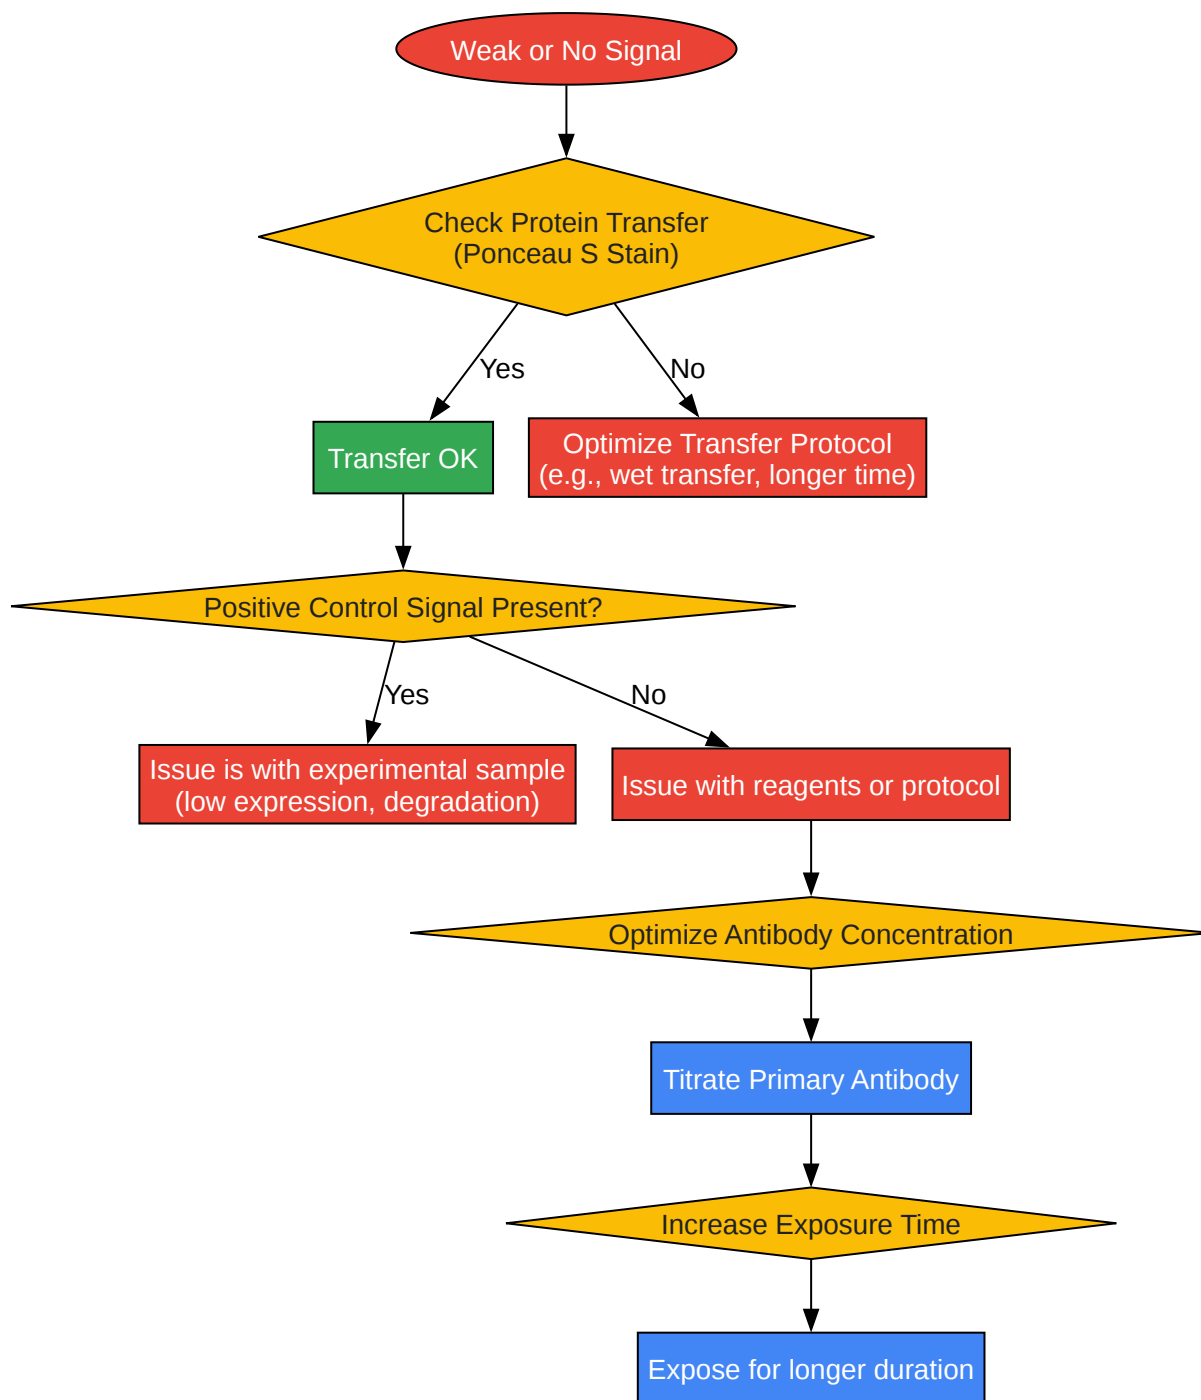 Weak or No Signal
Check Protein Transfer
(Ponceau S Stain)
Yes
No
Transfer OK
Optimize Transfer Protocol
(e.g., wet transfer, longer time)
Positive Control Signal Present?
Yes
No
Issue is with experimental sample
(low expression, degradation)
Issue with reagents or protocol
Optimize Antibody Concentration
Titrate Primary Antibody
Increase Exposure Time
Expose for longer duration